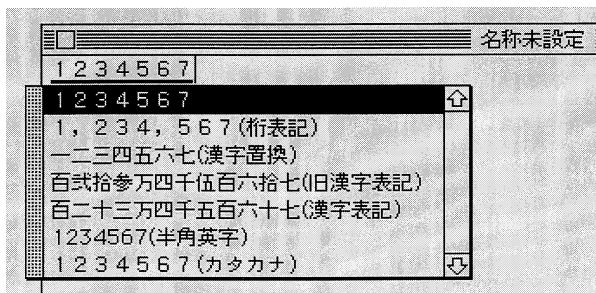 名称未設定
1234567
1234567
1,234,567(桁表記)
一二三四五六七(漢字置換)
百弐拾参万四千伍百六拾七(旧漢字表記)
百二十三万四千五百六十七(漢字表記)
1234567(半角英字)
1234567(カタカナ)